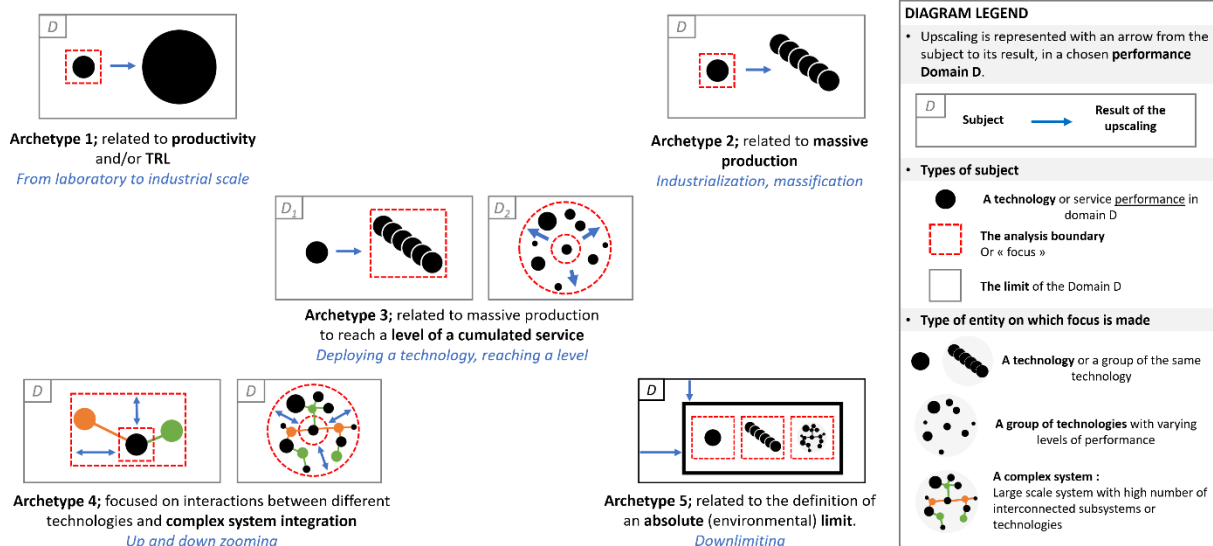 D
Archetype 1; related to productivity
and/or TRL
From laboratory to industrial scale
D
Archetype 2; related to massive
production
Industrialization, massification
D1
D2
Archetype 3; related to massive production
to reach a level of a cumulated service
Deploying a technology, reaching a level
D
D
Archetype 4; focused on interactions between different
technologies and complex system integration
Up and down zooming
D
Archetype 5; related to the definition of
an absolute (environmental) limit.
Downlimiting
DIAGRAM LEGEND
• Upscaling is represented with an arrow from the
subject to its result, in a chosen performance
Domain D.
D
Subject
Result of the
upscaling
• Types of subject
A technology or service performance in
domain D
The analysis boundary
Or « focus »
The limit of the Domain D
• Type of entity on which focus is made
A technology or a group of the same
technology
A group of technologies with varying
levels of performance
A complex system :
Large scale system with high number of
interconnected subsystems or
technologies